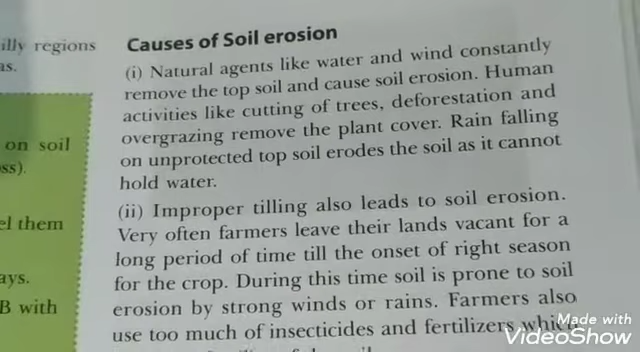 illy regions
as.
on soil
ss).
el them
ays.
B with
Causes of Soil erosion
(i) Natural agents like water and wind constantly
remove the top soil and cause soil erosion. Human
activities like cutting of trees, deforestation and
overgrazing remove the plant cover. Rain falling
on unprotected top soil erodes the soil as it cannot
hold water.
(ii) Improper tilling also leads to soil erosion.
Very often farmers leave their lands vacant for a
long period of time till the onset of right season
for the crop. During this time soil is prone to soil
erosion by strong winds or rains. Farmers also
use too much of insecticides and fertilizers which
Made with
VideoShow